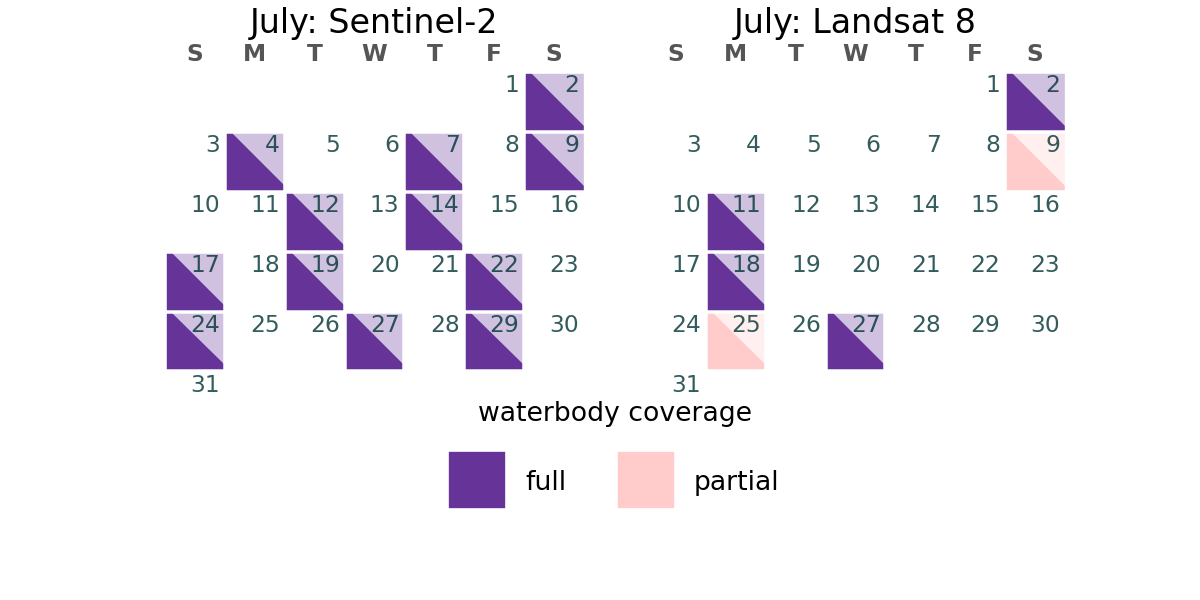 July: Sentinel-2
S M T W T F S
1 2
3 4 5 6 7 8 9
10 11 12 13 14 15 16
17 18 19 20 21 22 23
24 25 26 27 28 29 30
31
July: Landsat 8
S M T W T F S
1 2
3 4 5 6 7 8 9
10 11 12 13 14 15 16
17 18 19 20 21 22 23
24 25 26 27 28 29 30
31
waterbody coverage
full partial